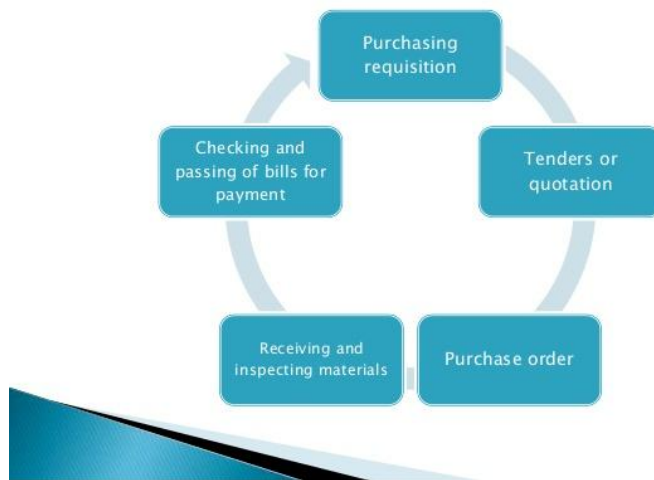 Purchasing
requisition
Tenders or
quotation
Purchase order
Receiving and
inspecting materials
Checking and
passing of bills for
payment